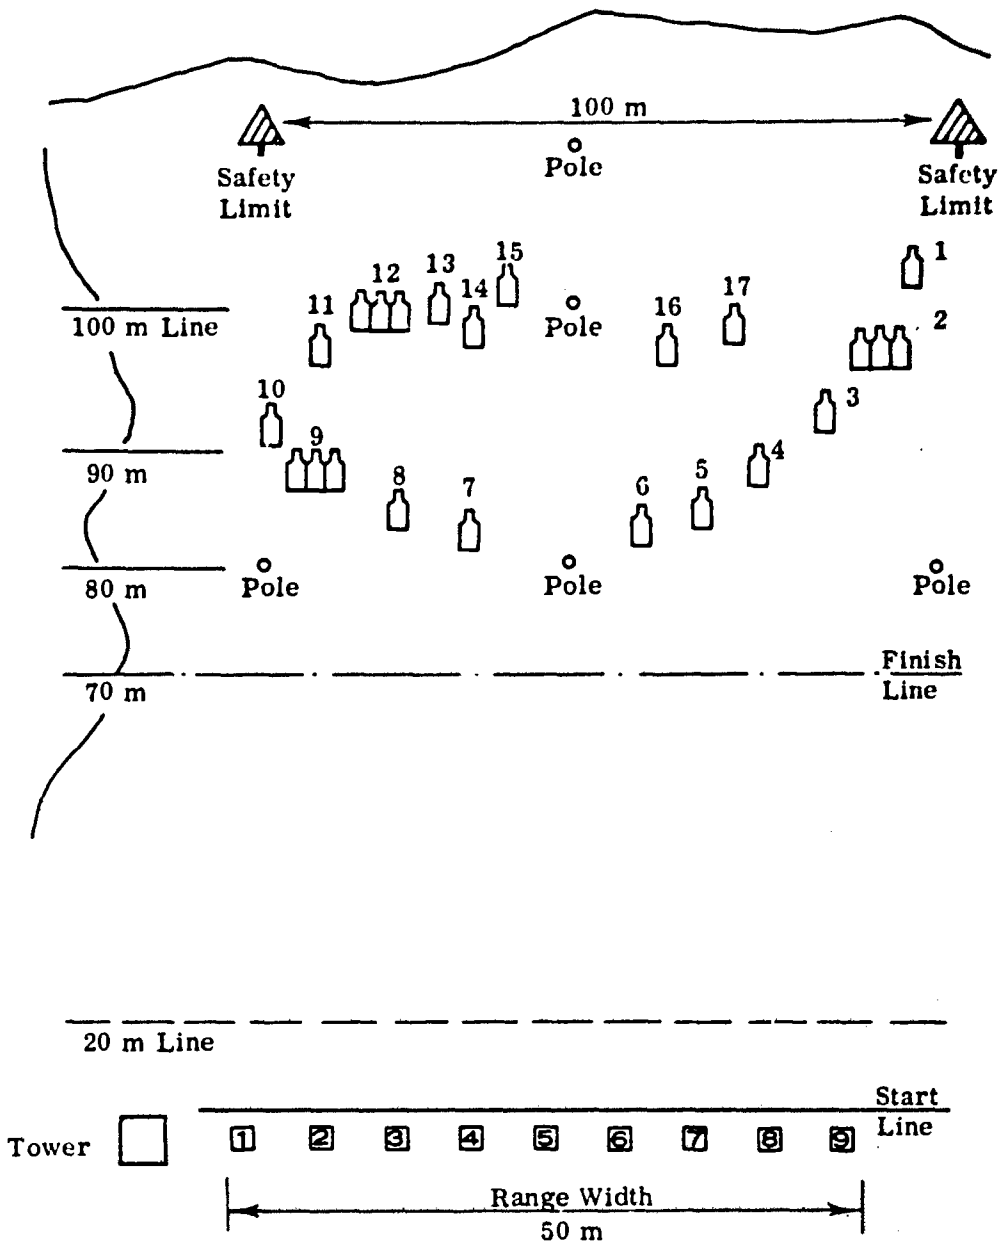 100 m
Pole
Safety
Limit
Safety
Limit
15
1
13
12
14
17
11
16
100 m Line
Pole
2
10
3
9
4
90 m
8
7
6
5
80 m
Pole
Pole
Pole
Finish
Line
70 m
20 m Line
Start
Line
Tower
1 2 3 4 5 6 7 8 9
Range Width
50 m